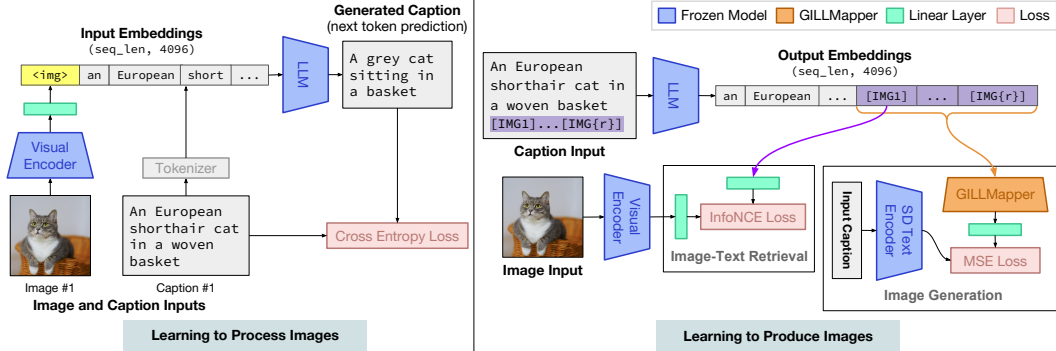 Frozen Model
GILLMapper
Linear Layer
Loss
Generated Caption
(next token prediction)
Input Embeddings
(seq_len, 4096)
<img> an European short ...
LLM
A grey cat
sitting in
a basket
Visual
Encoder
Tokenizer
An European
shorthair cat
in a woven
basket
Cross Entropy Loss
Image #1
Caption #1
Image and Caption Inputs
Learning to Process Images
An European
shorthair cat in
a woven basket
[IMG1]...[IMG{r}]
Caption Input
LLM
Output Embeddings
(seq_len, 4096)
an European ... [IMG1] ... [IMG{r}]
Image Input
Visual
Encoder
InfoNCE Loss
Image-Text Retrieval
Input Caption
SD Text
Encoder
GILLMapper
MSE Loss
Image Generation
Learning to Produce Images